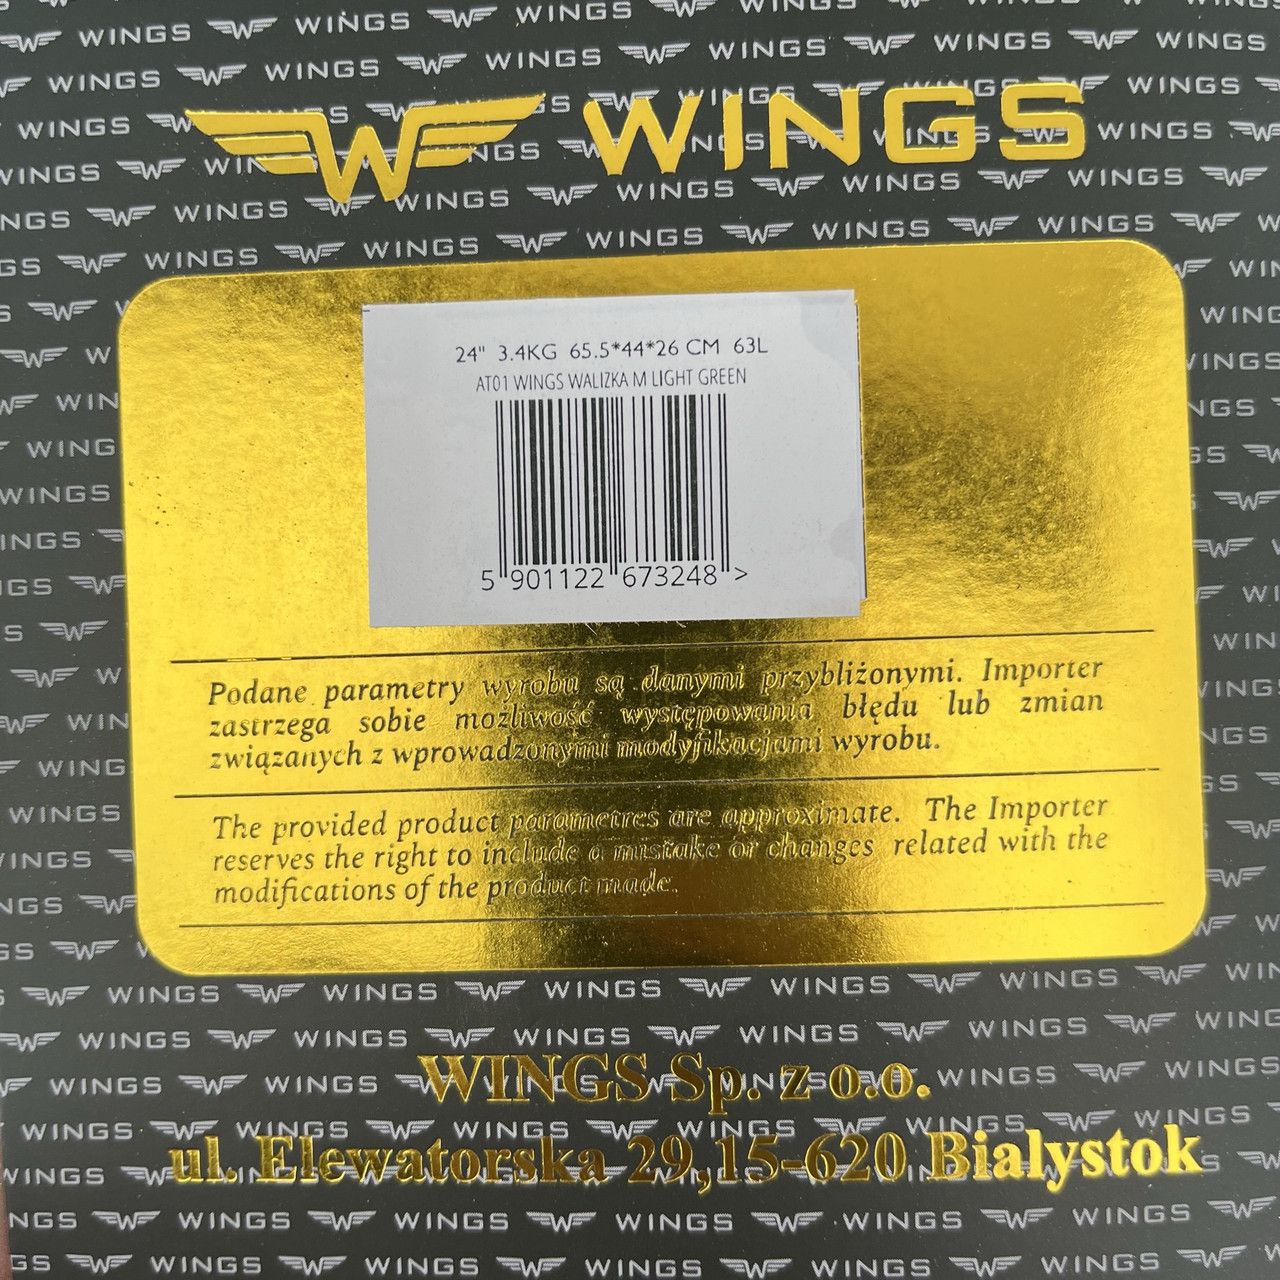 WINGS
24" 3.4KG 65.5*44*26 CM 63L
AT01 WINGS WALIZKA M LIGHT GREEN
5 901122 673248 >
Podane parametry wyrobu są danymi przybliżonymi. Importer
zastrzega sobie możliwość występowania błędu lub zmian
związanych z wprowadzonymi modyfikacjami wyrobu.
The provided product parametres are approximate. The Importer
reserves the right to include a mistake or changes related with the
modifications of the product made.
WINGS Sp. z o.o.
ul. Elewatorska 29,15-620 Bialystok